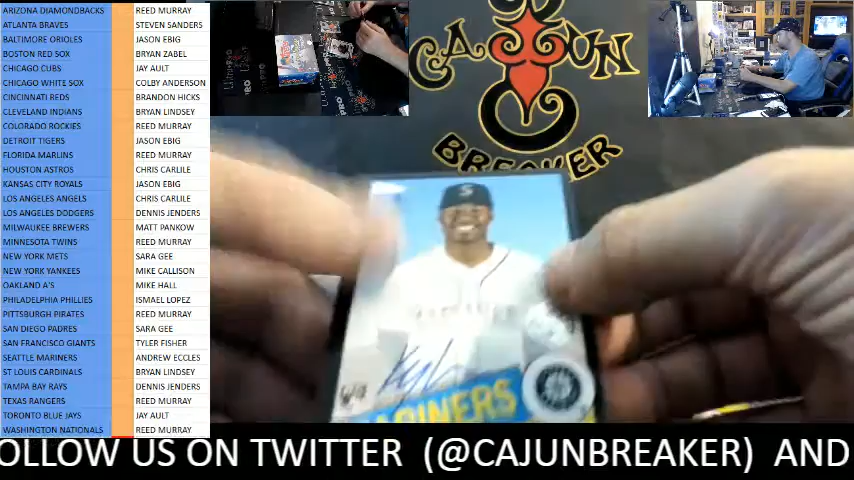 ARIZONA DIAMONDBACKS REED MURRAY
ATLANTA BRAVES STEVEN SANDERS
BALTIMORE ORIOLES JASON EBIG
BOSTON RED SOX BRYAN ZABEL
CHICAGO CUBS JAY AULT
CHICAGO WHITE SOX COLBY ANDERSON
CINCINNATI REDS BRANDON HICKS
CLEVELAND INDIANS BRYAN LINDSEY
COLORADO ROCKIES REED MURRAY
DETROIT TIGERS JASON EBIG
FLORIDA MARLINS REED MURRAY
HOUSTON ASTROS CHRIS CARLILE
KANSAS CITY ROYALS JASON EBIG
LOS ANGELES ANGELS CHRIS CARLILE
LOS ANGELES DODGERS DENNIS JENDERS
MILWAUKEE BREWERS MATT PANKOW
MINNESOTA TWINS REED MURRAY
NEW YORK METS SARA GEE
NEW YORK YANKEES MIKE CALLISON
OAKLAND A'S MIKE HALL
PHILADELPHIA PHILLIES ISMAEL LOPEZ
PITTSBURGH PIRATES REED MURRAY
SAN DIEGO PADRES SARA GEE
SAN FRANCISCO GIANTS TYLER FISHER
SEATTLE MARINERS ANDREW ECCLES
ST LOUIS CARDINALS BRYAN LINDSEY
TAMPA BAY RAYS DENNIS JENDERS
TEXAS RANGERS REED MURRAY
TORONTO BLUE JAYS JAY AULT
WASHINGTON NATIONALS REED MURRAY
CAJUN
BREAKER
S
Kyle
MARINERS
OLLOW US ON TWITTER (@CAJUNBREAKER) AND